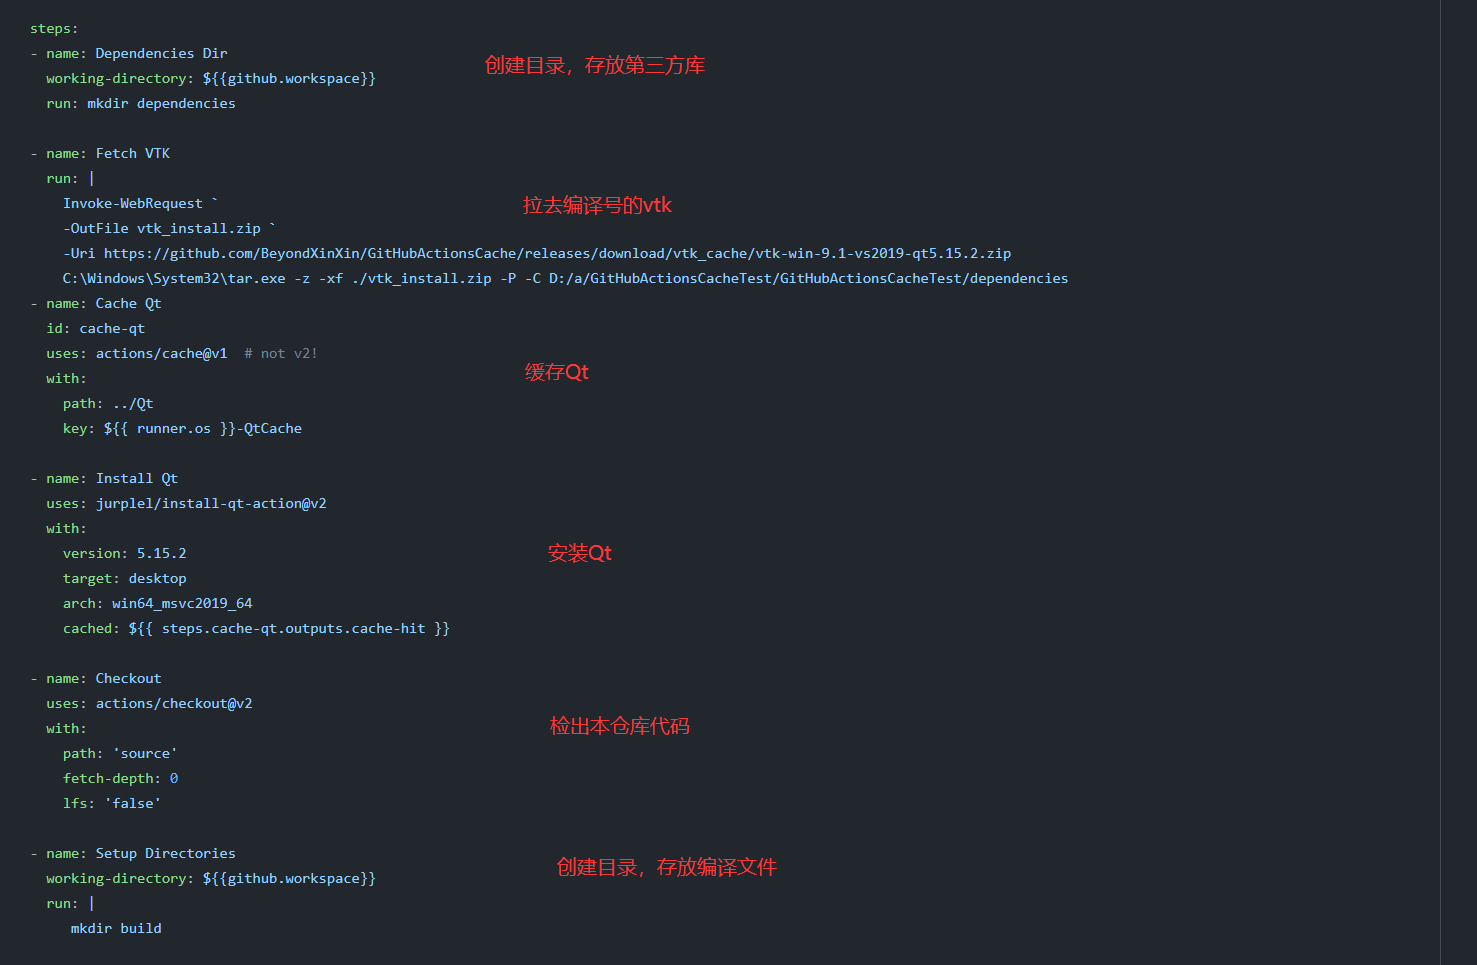 steps:
- name: Dependencies Dir
创建目录，存放第三方库
working-directory: ${{github.workspace}}
run: mkdir dependencies
- name: Fetch VTK
run: |
Invoke-WebRequest `
拉去编译号的vtk
-OutFile vtk_install.zip `
-Uri https://github.com/BeyondXinXin/GitHubActionsCache/releases/download/vtk_cache/vtk-win-9.1-vs2019-qt5.15.2.zip
C:\Windows\System32\tar.exe -z -xf ./vtk_install.zip -P -C D:/a/GitHubActionsCacheTest/GitHubActionsCacheTest/dependencies
- name: Cache Qt
id: cache-qt
uses: actions/cache@v1  # not v2!
缓存Qt
with:
path: ../Qt
key: ${{ runner.os }}-QtCache
- name: Install Qt
uses: jurplel/install-qt-action@v2
with:
version: 5.15.2
安装Qt
target: desktop
arch: win64_msvc2019_64
cached: ${{ steps.cache-qt.outputs.cache-hit }}
- name: Checkout
uses: actions/checkout@v2
with:
检出本仓库代码
path: 'source'
fetch-depth: 0
lfs: 'false'
- name: Setup Directories
创建目录，存放编译文件
working-directory: ${{github.workspace}}
run: |
mkdir build